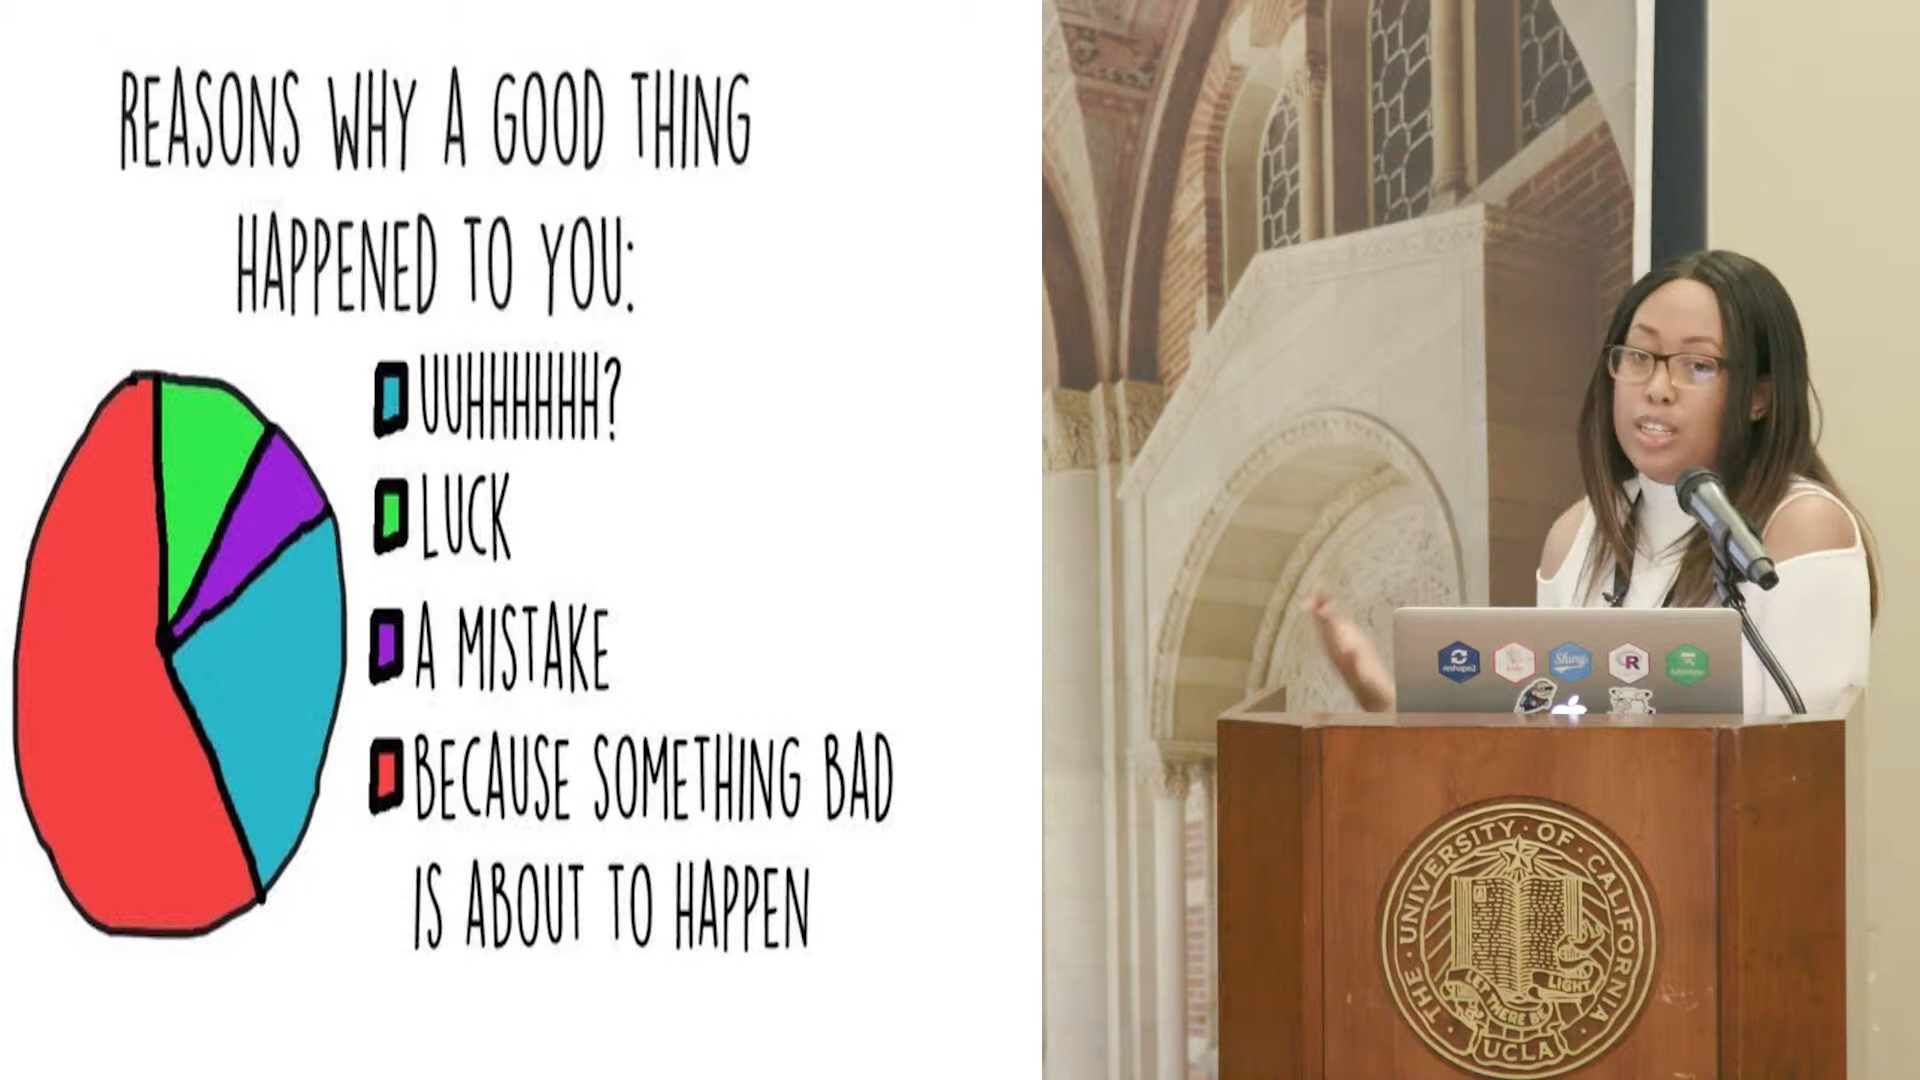 REASONS WHY A GOOD THING
HAPPENED TO YOU:
UUHHHHHH?
LUCK
A MISTAKE
BECAUSE SOMETHING BAD
IS ABOUT TO HAPPEN
reshape2
Shiny
R
THE · UNIVERSITY · OF · CALIFORNIA
LET THERE BE
LIGHT
UCLA